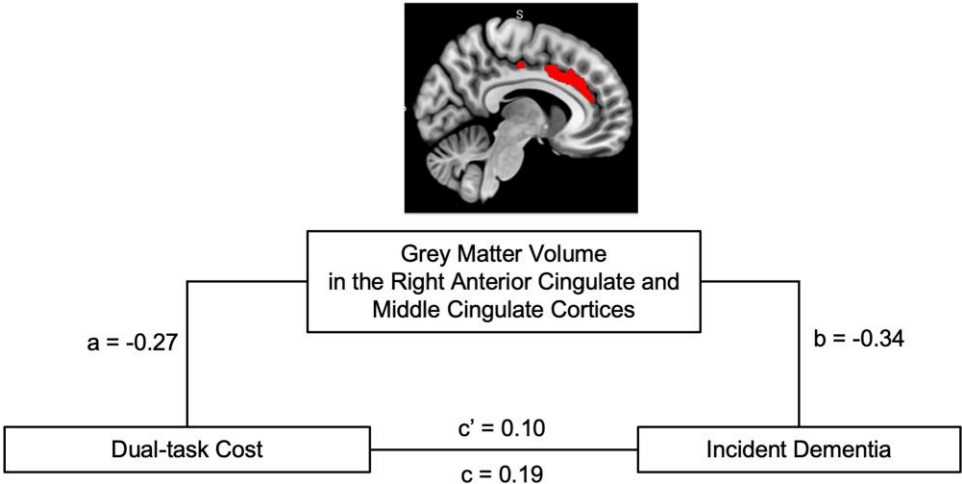 S
Grey Matter Volume
in the Right Anterior Cingulate and
Middle Cingulate Cortices
a = -0.27
b = -0.34
c’ = 0.10
Dual-task Cost
Incident Dementia
c = 0.19